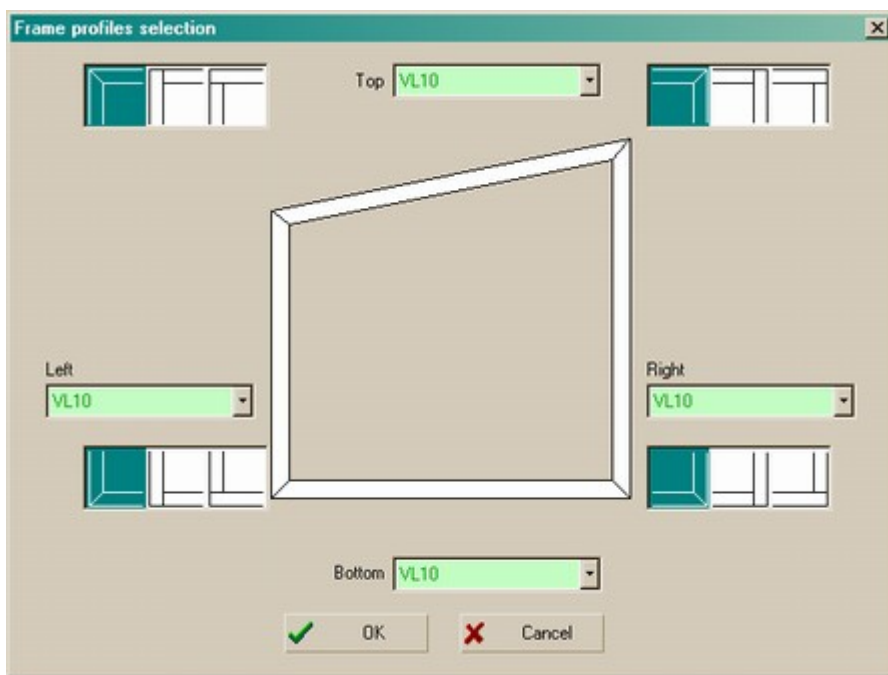 Frame profiles selection
Top VL10
Left
VL10
Right
VL10
Bottom VL10
OK
Cancel